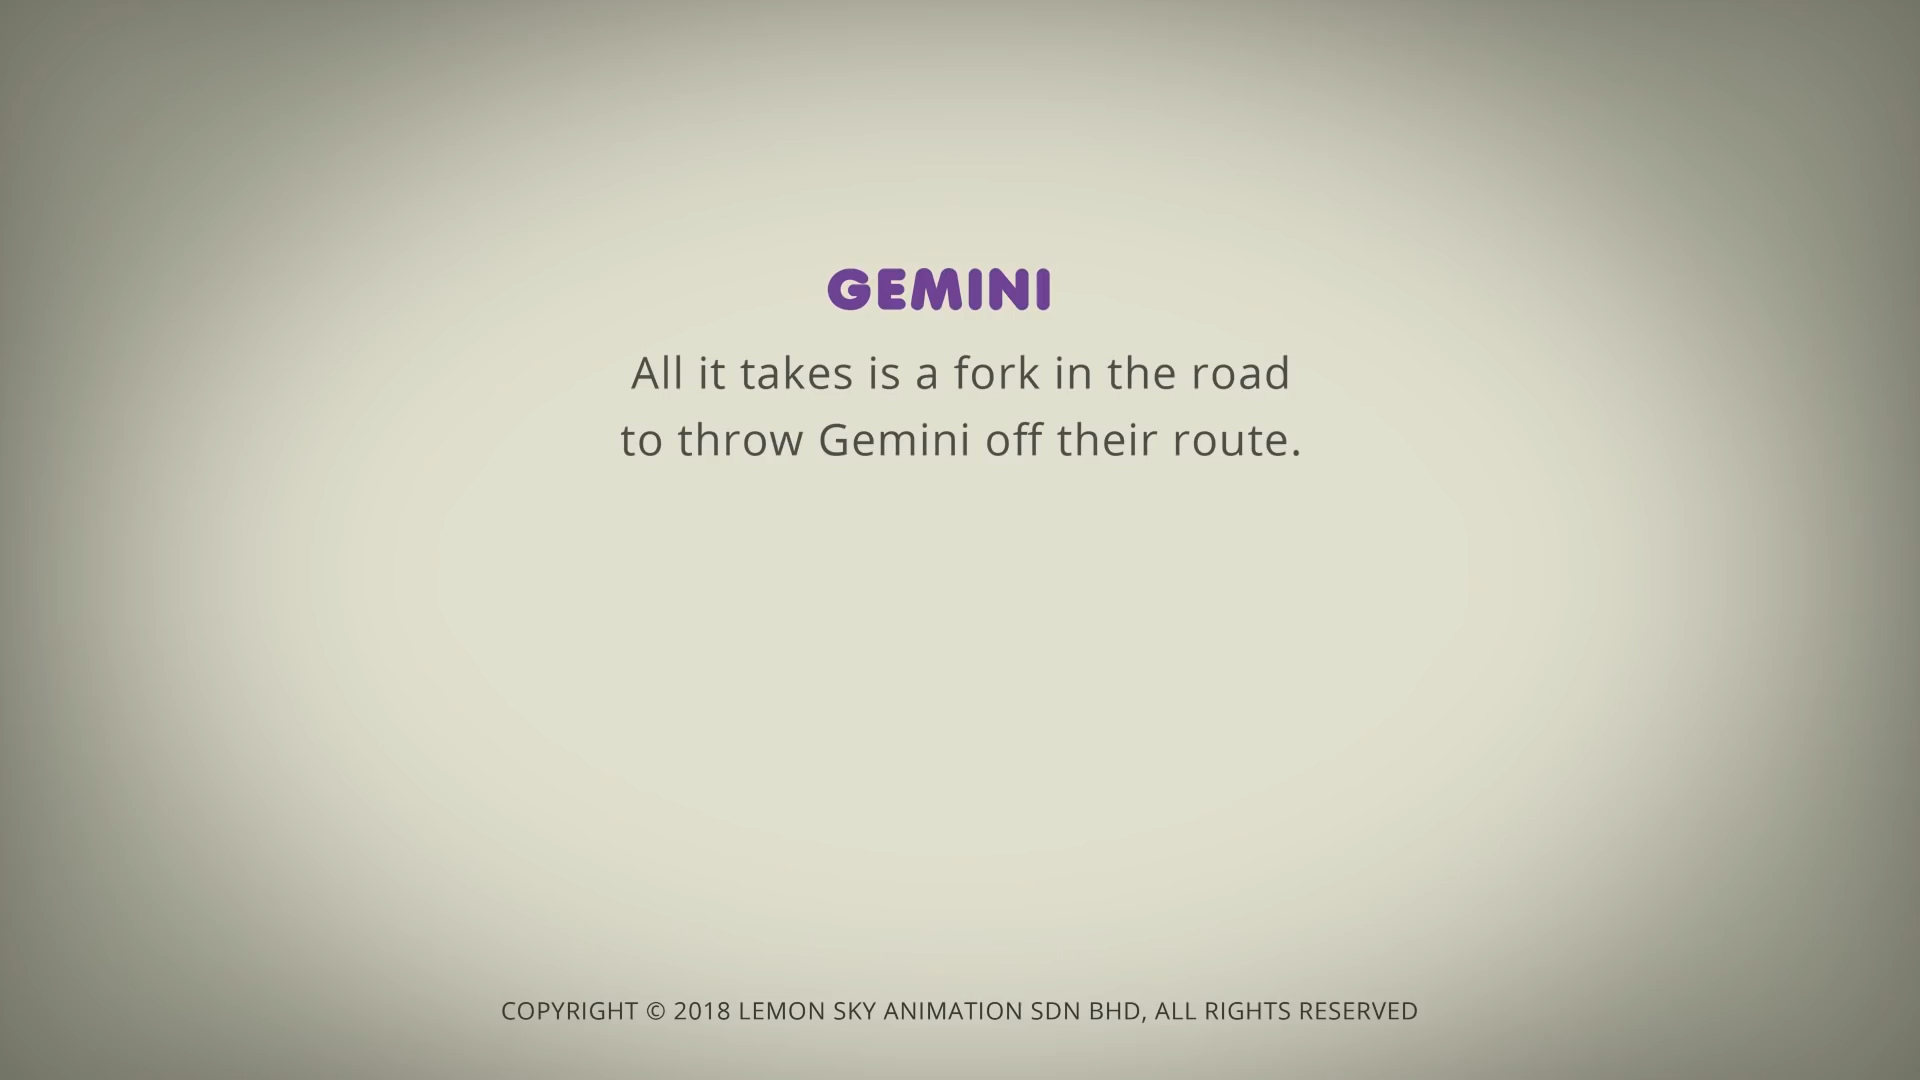 GEMINI
All it takes is a fork in the road
to throw Gemini off their route.
COPYRIGHT © 2018 LEMON SKY ANIMATION SDN BHD, ALL RIGHTS RESERVED